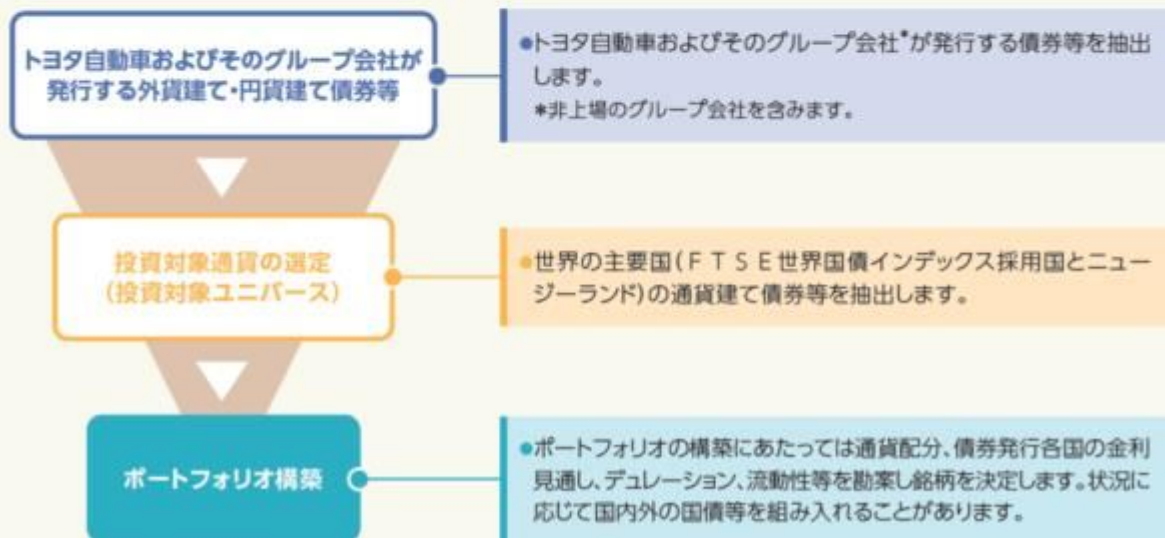 トヨタ自動車およびそのグループ会社が
発行する外貨建て・円貨建て債券等
●トヨタ自動車およびそのグループ会社*が発行する債券等を抽出
します。
*非上場のグループ会社を含みます。
投資対象通貨の選定
(投資対象ユニバース)
●世界の主要国(ＦＴＳＥ世界国債インデックス採用国とニュー
ジーランド)の通貨建て債券等を抽出します。
ポートフォリオ構築
●ポートフォリオの構築にあたっては通貨配分、債券発行各国の金利
見通し、デュレーション、流動性等を勘案し銘柄を決定します。状況に
応じて国内外の国債等を組み入れることがあります。